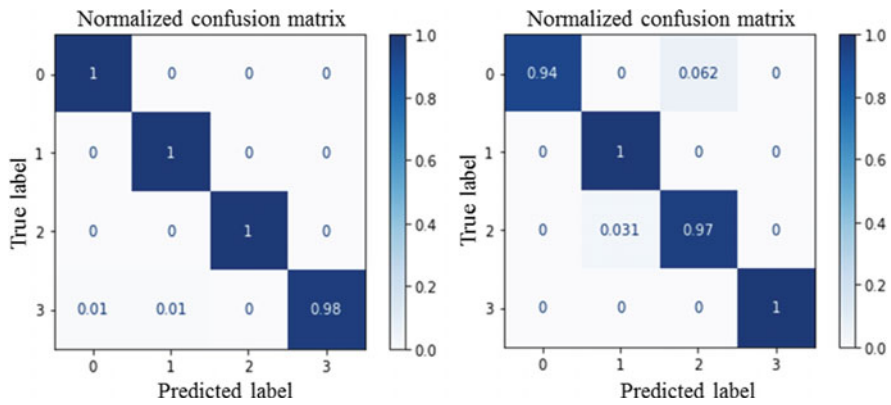 Normalized confusion matrix
True label
0
1
2
3
1 0 0 0
0 1 0 0
0 0 1 0
0.01 0.01 0 0.98
0 1 2 3
Predicted label
1.0
0.8
0.6
0.4
0.2
0.0
Normalized confusion matrix
True label
0
1
2
3
0.94 0 0.062 0
0 1 0 0
0 0.031 0.97 0
0 0 0 1
0 1 2 3
Predicted label
1.0
0.8
0.6
0.4
0.2
0.0